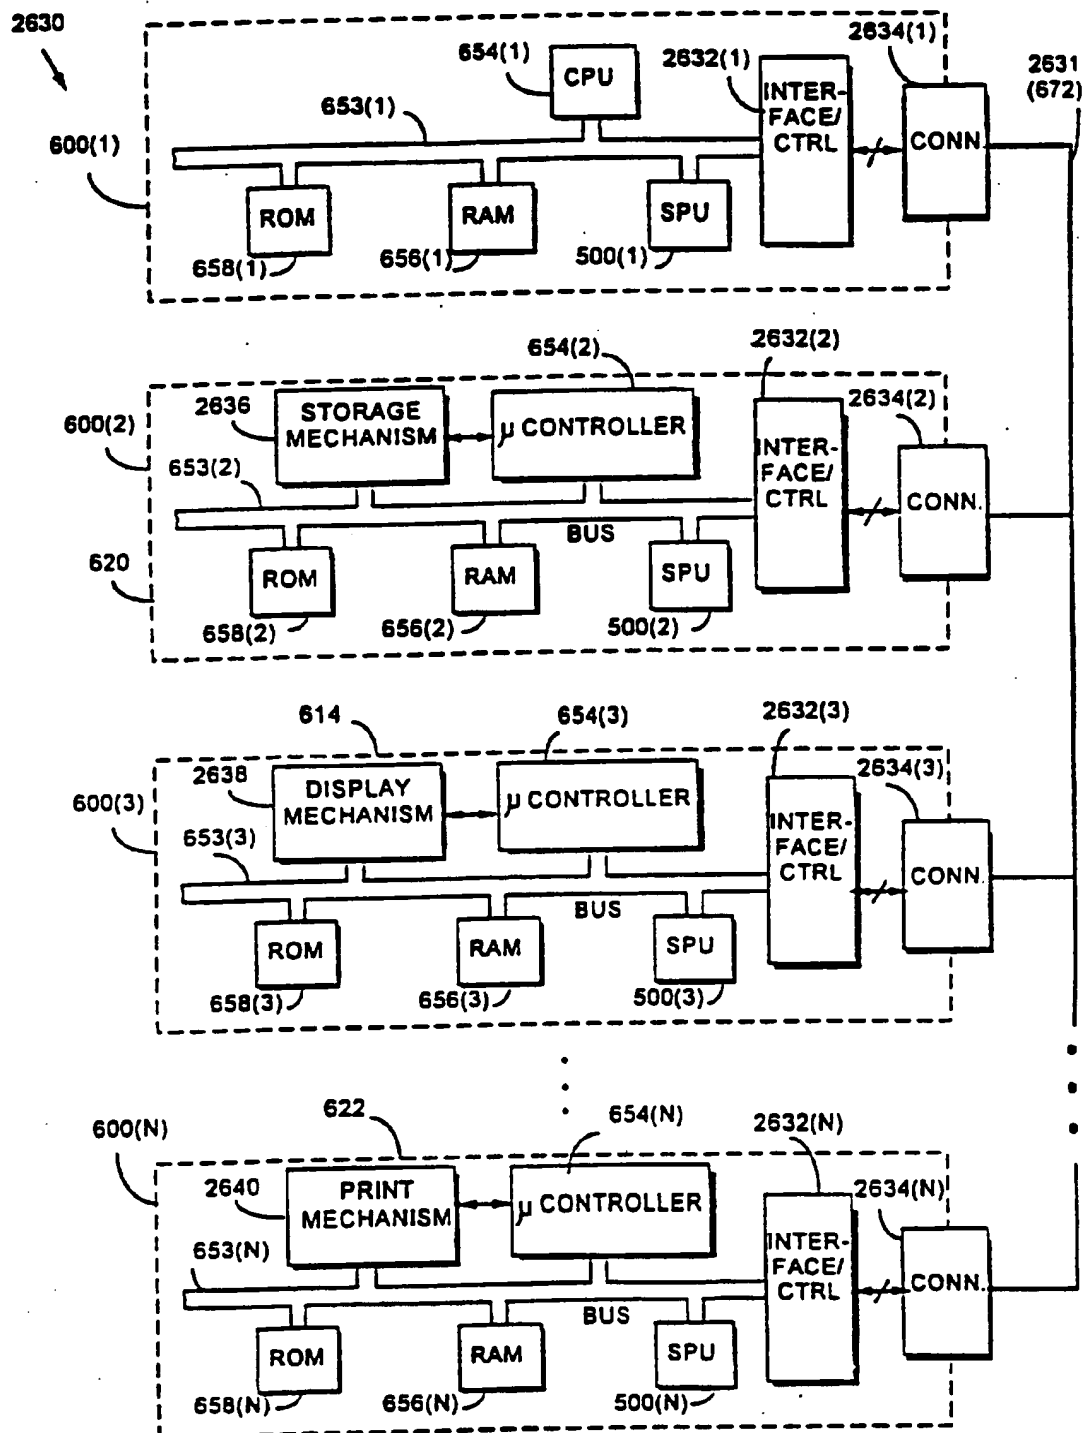 2630
2634(1)
654(1)
2632(1)
2631
(672)
CPU
INTER-
FACE/
CTRL
653(1)
600(1)
CONN.
ROM
RAM
SPU
658(1)
656(1)
500(1)
2632(2)
654(2)
2634(2)
2636
STORAGE
MECHANISM
μ CONTROLLER
600(2)
INTER-
FACE/
CTRL
653(2)
CONN.
BUS
620
ROM
RAM
SPU
658(2)
656(2)
500(2)
614
654(3)
2632(3)
2634(3)
2638
DISPLAY
MECHANISM
μ CONTROLLER
600(3)
INTER-
FACE/
CTRL
653(3)
CONN.
BUS
ROM
RAM
SPU
658(3)
656(3)
500(3)
622
654(N)
2632(N)
600(N)
2634(N)
2640
PRINT
MECHANISM
μ CONTROLLER
INTER-
FACE/
CTRL
653(N)
CONN.
BUS
ROM
RAM
SPU
658(N)
656(N)
500(N)